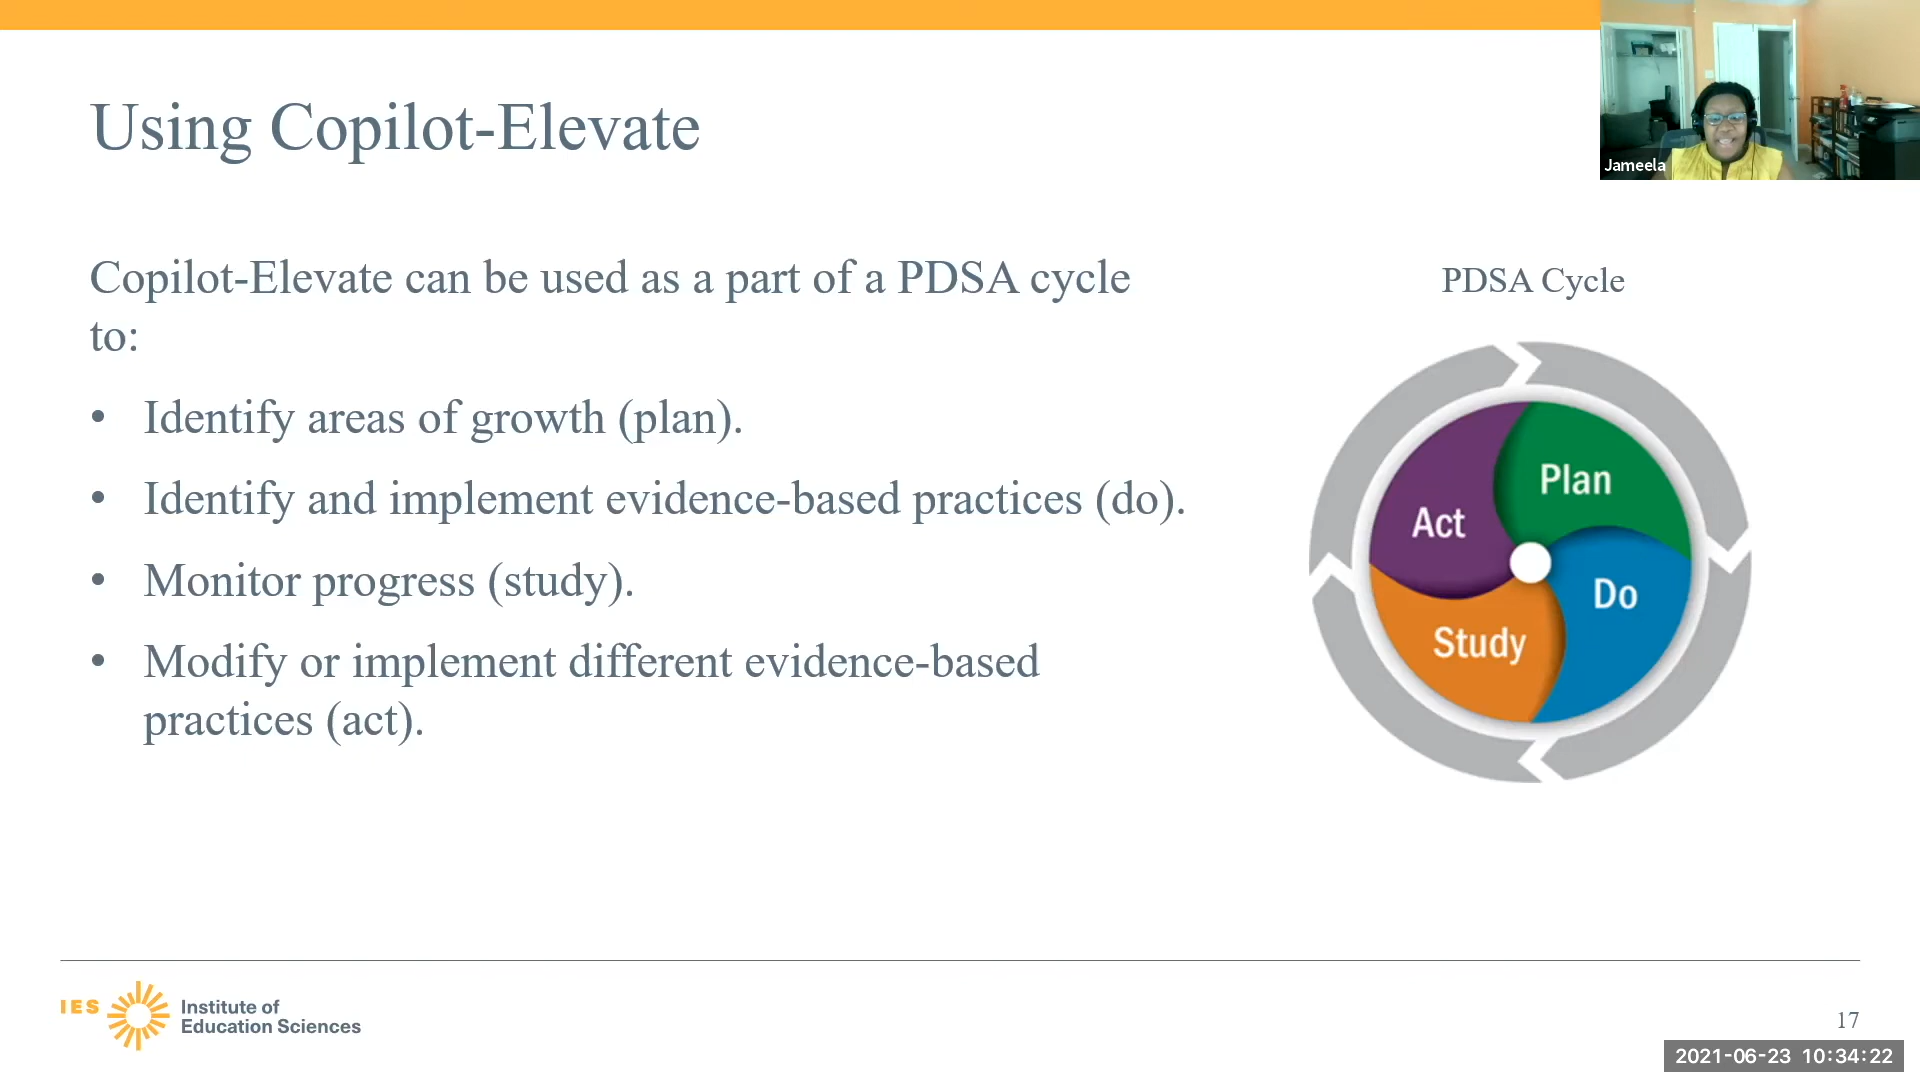 Using Copilot-Elevate
Jameela
Copilot-Elevate can be used as a part of a PDSA cycle
to:
• Identify areas of growth (plan).
• Identify and implement evidence-based practices (do).
• Monitor progress (study).
• Modify or implement different evidence-based
practices (act).
PDSA Cycle
Plan
Act
Do
Study
IES
Institute of
Education Sciences
17
2021-06-23 10:34:22